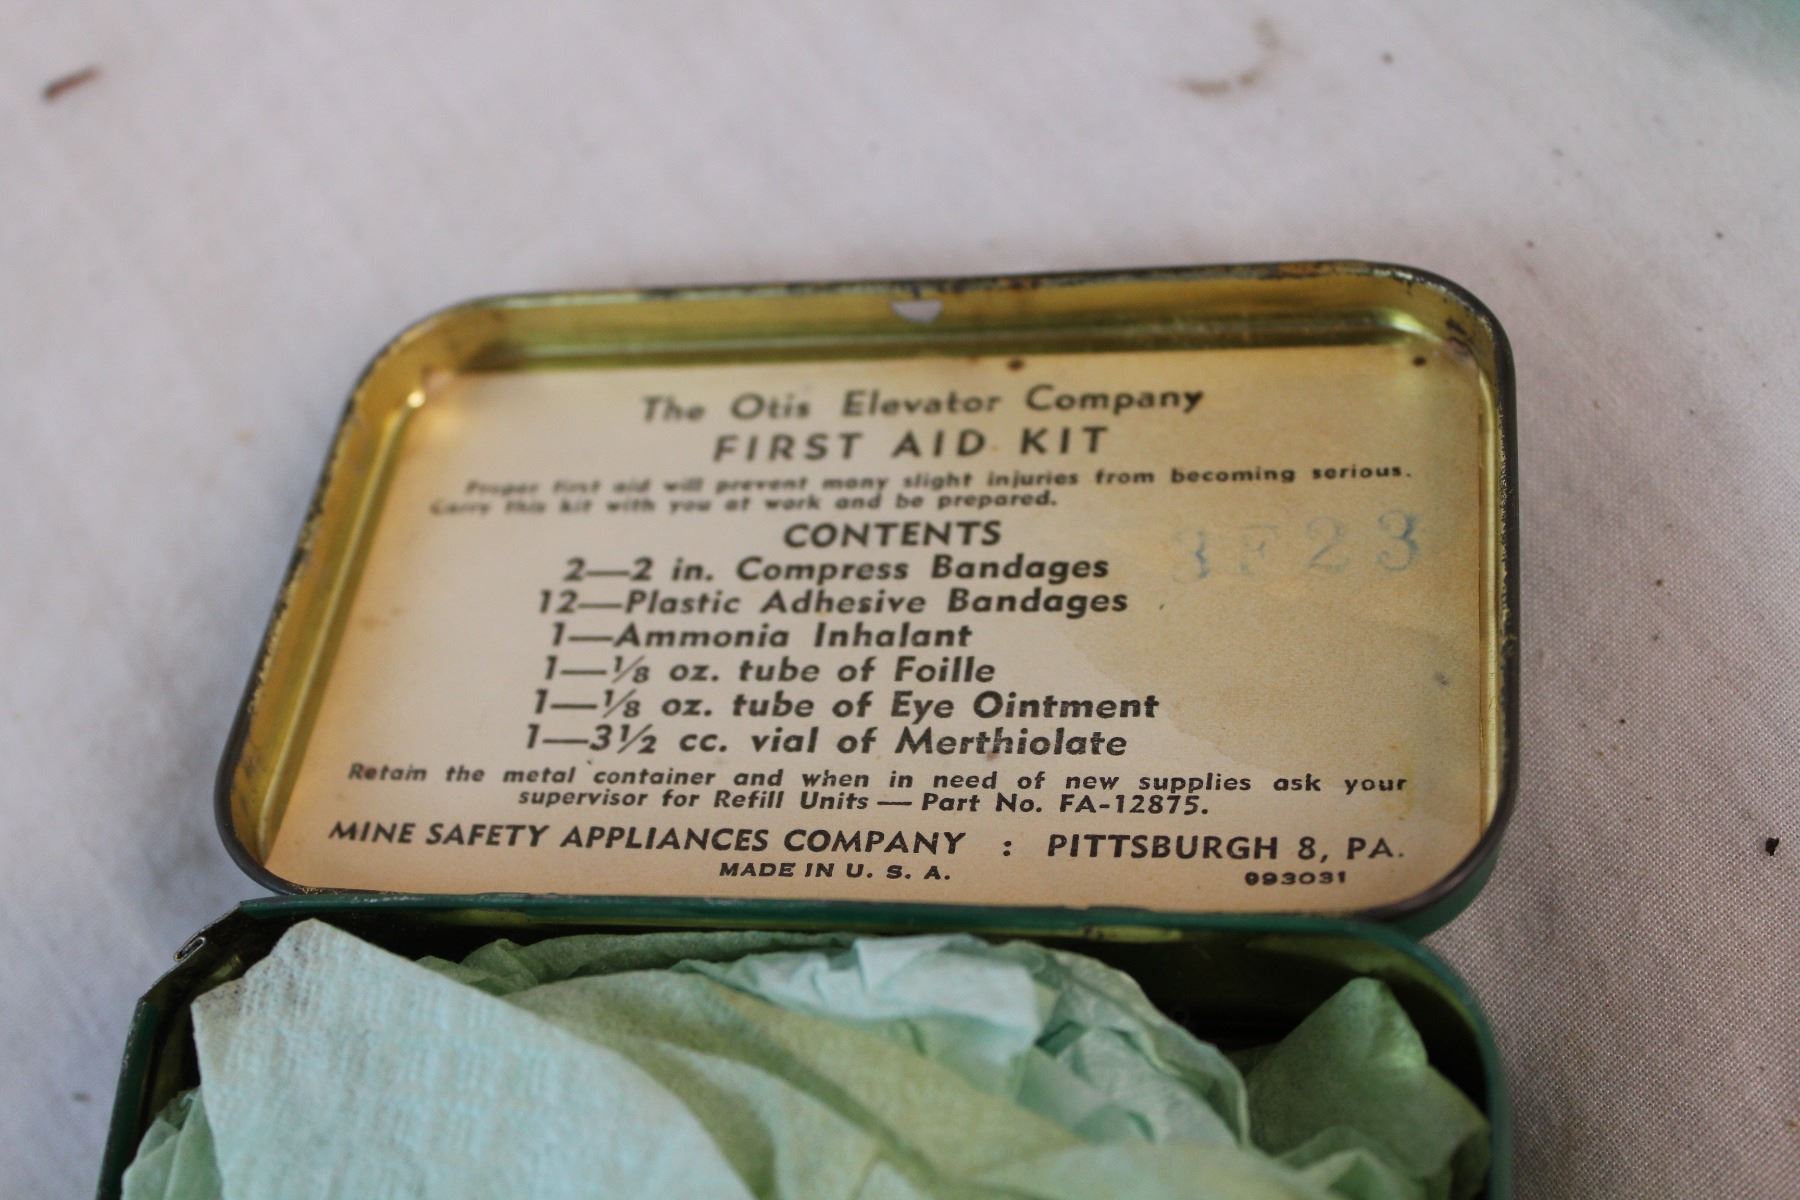 The Otis Elevator Company
FIRST AID KIT
Proper first aid will prevent many slight injuries from becoming serious.
Carry this kit with you at work and be prepared.
CONTENTS
3F23
2—2 in. Compress Bandages
12—Plastic Adhesive Bandages
1—Ammonia Inhalant
1—1/8 oz. tube of Foille
1—1/8 oz. tube of Eye Ointment
1—3 1/2 cc. vial of Merthiolate
Retain the metal container and when in need of new supplies ask your
supervisor for Refill Units — Part No. FA-12875.
MINE SAFETY APPLIANCES COMPANY : PITTSBURGH 8, PA.
MADE IN U. S. A.
093031